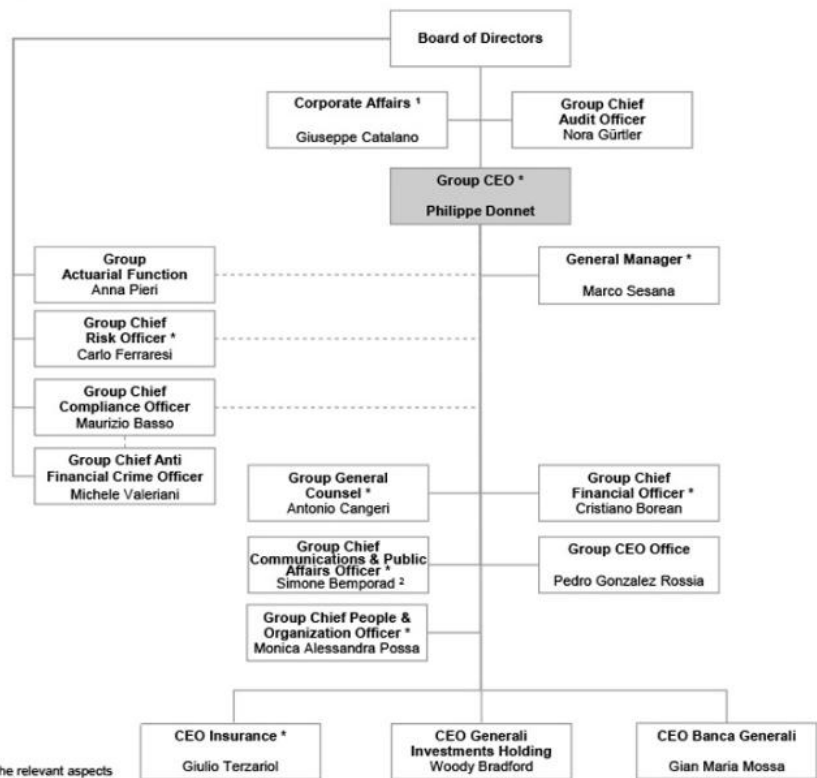 Board of Directors
Corporate Affairs ¹
Giuseppe Catalano
Group Chief
Audit Officer
Nora Gürtler
Group CEO *
Philippe Donnet
Group
Actuarial Function
Anna Pieri
General Manager *
Marco Sesana
Group Chief
Risk Officer *
Carlo Ferraresi
Group Chief
Compliance Officer
Maurizio Basso
Group Chief Anti
Financial Crime Officer
Michele Valeriani
Group General
Counsel *
Antonio Cangeri
Group Chief
Financial Officer *
Cristiano Borean
Group Chief
Communications & Public
Affairs Officer *
Simone Bemporad ²
Group CEO Office
Pedro Gonzalez Rossia
Group Chief People &
Organization Officer *
Monica Alessandra Possa
CEO Insurance *
Giulio Terzariol
CEO Generali
Investments Holding
Woody Bradford
CEO Banca Generali
Gian Maria Mossa
he relevant aspects